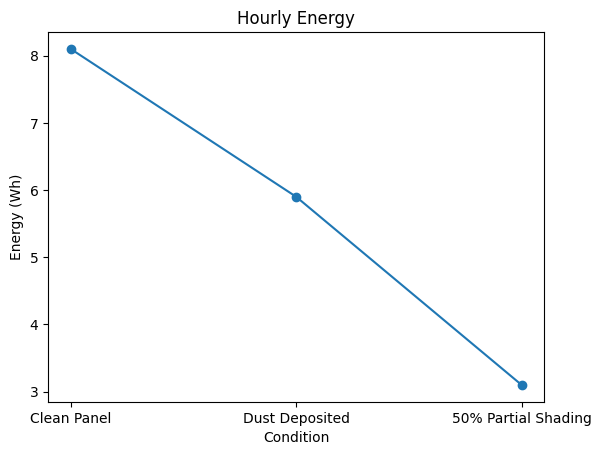 Hourly Energy
Energy (Wh)
8
7
6
5
4
3
Clean Panel
Dust Deposited
50% Partial Shading
Condition